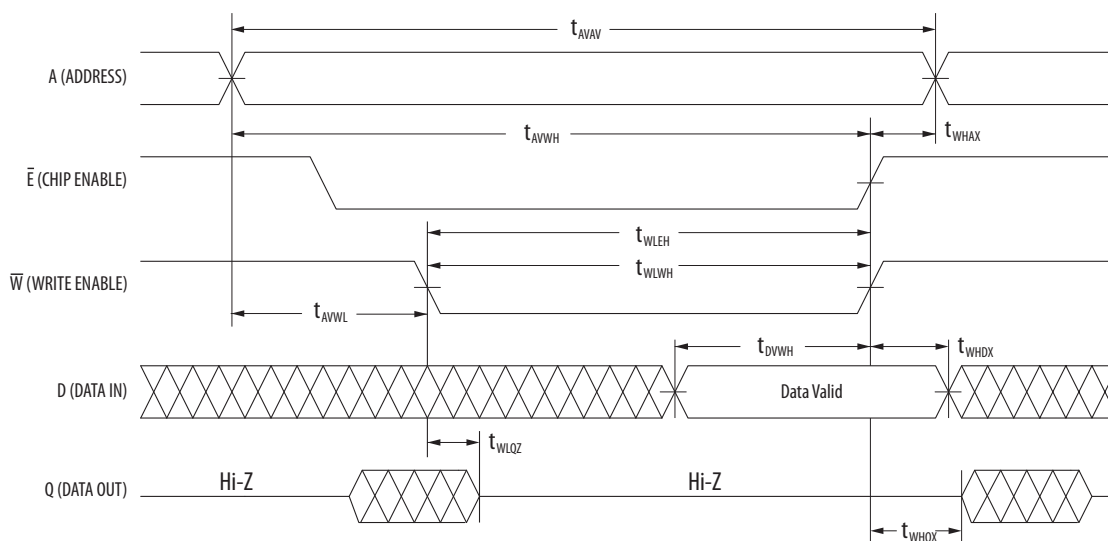 tAVAV
A (ADDRESS)
tAVWH
tWHAX
E̅ (CHIP ENABLE)
tWLEH
W̅ (WRITE ENABLE)
tWLWH
tAVWL
tDVWH
tWHDX
D (DATA IN)
Data Valid
tWLQZ
Hi-Z
Hi-Z
Q (DATA OUT)
tWHQX